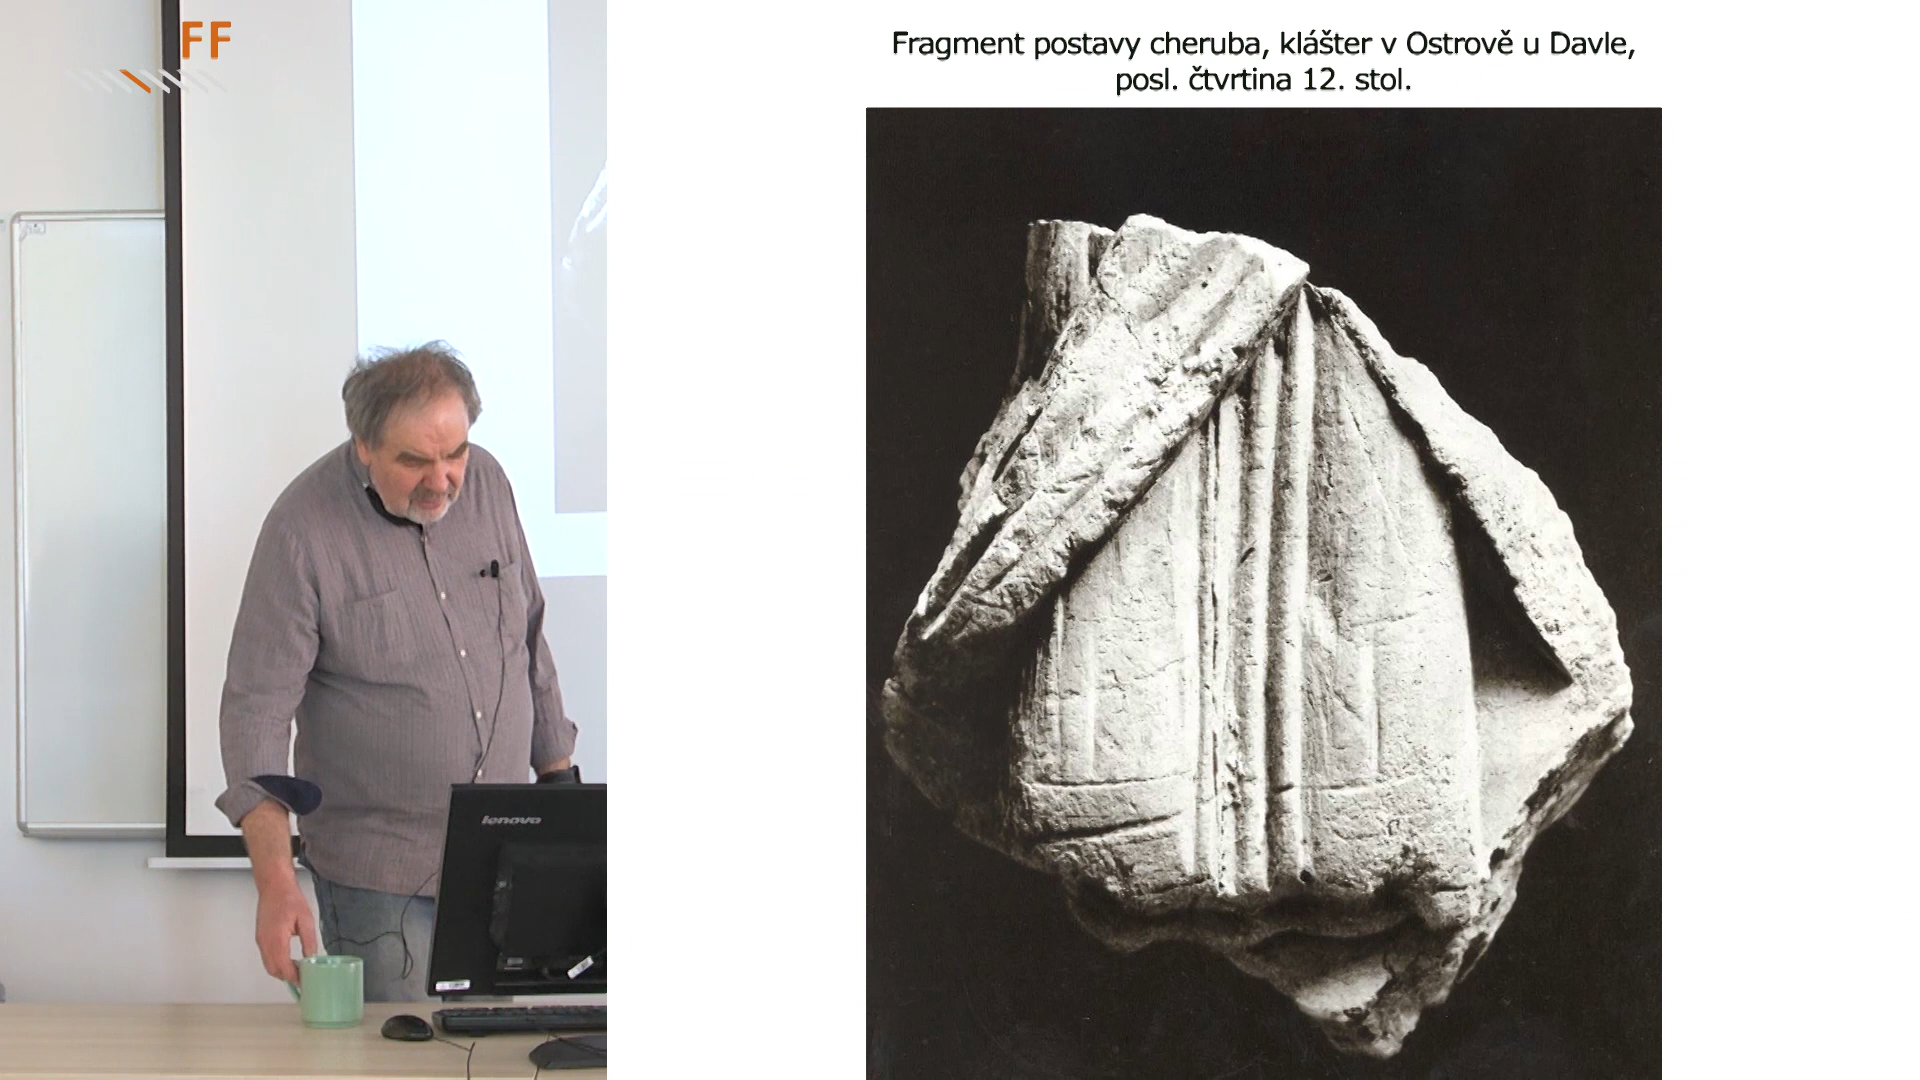 FF
Fragment postavy cheruba, klášter v Ostrově u Davle,
posl. čtvrtina 12. stol.
lenovo